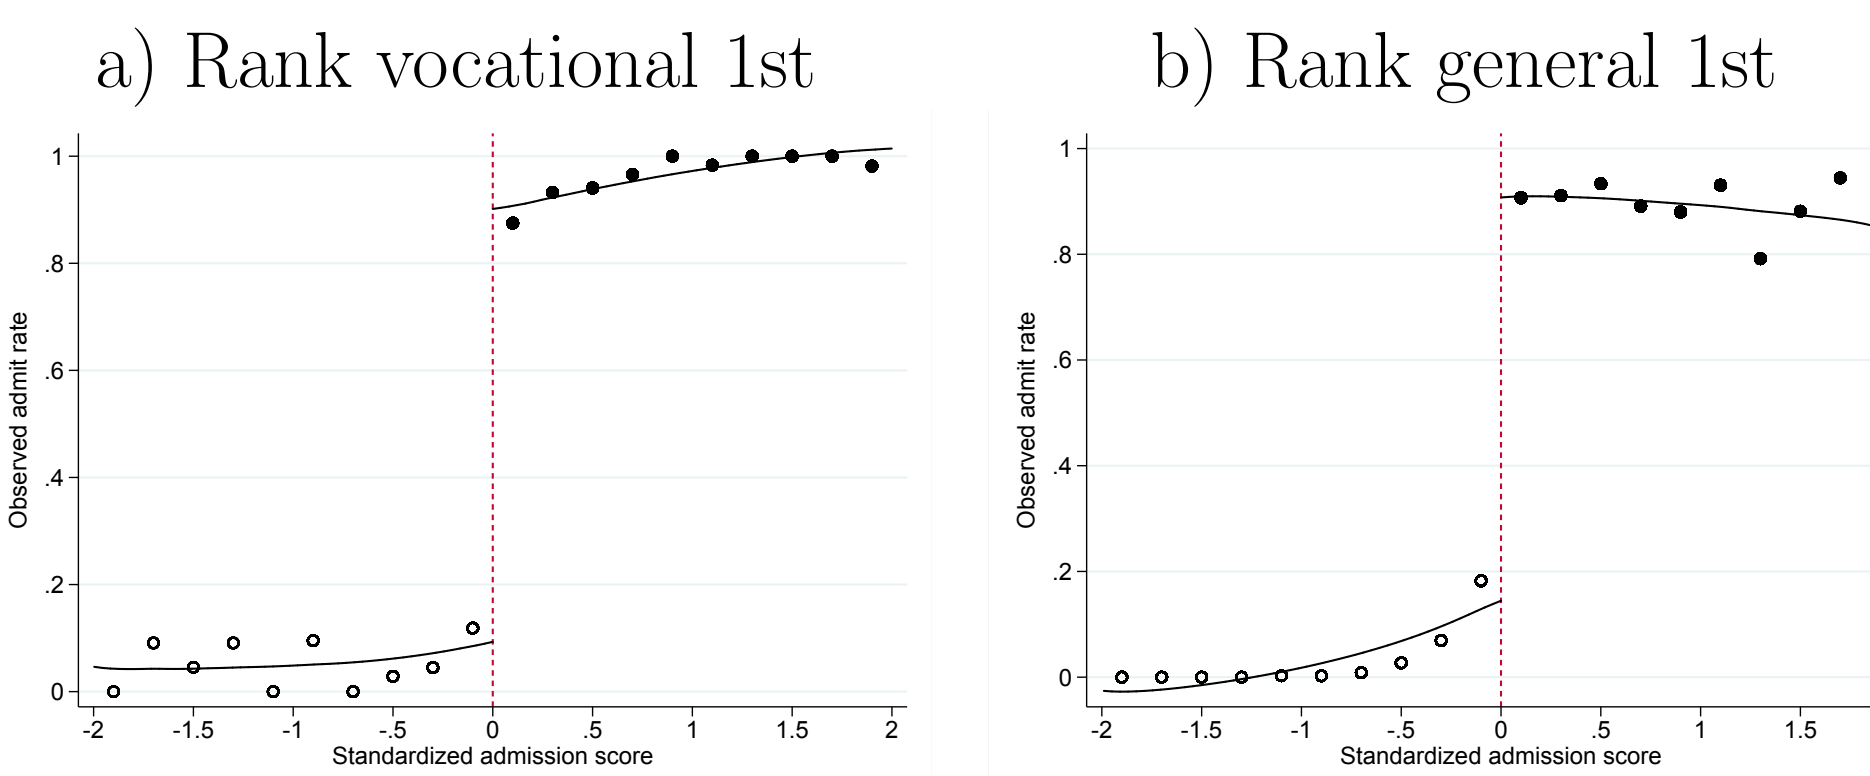 a) Rank vocational 1st
Observed admit rate
1
.8
.6
.4
.2
0
-2 -1.5 -1 -.5 0 .5 1 1.5 2
Standardized admission score
b) Rank general 1st
Observed admit rate
1
.8
.6
.4
.2
0
-2 -1.5 -1 -.5 0 .5 1 1.5
Standardized admission score